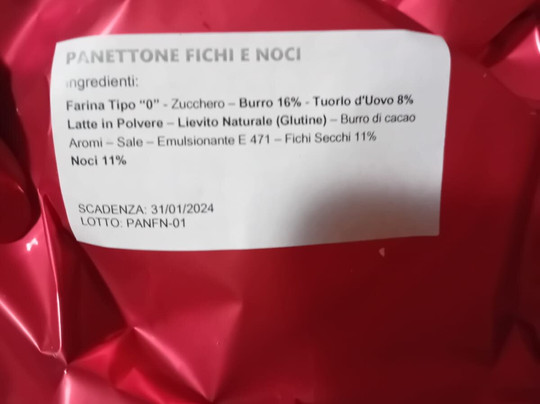 PANETTONE FICHI E NOCI
ingredienti:
Farina Tipo "0" - Zucchero – Burro 16% - Tuorlo d'Uovo 8%
Latte in Polvere – Lievito Naturale (Glutine) – Burro di cacao
Aromi – Sale – Emulsionante E 471 – Fichi Secchi 11%
Noci 11%
SCADENZA: 31/01/2024
LOTTO: PANFN-01